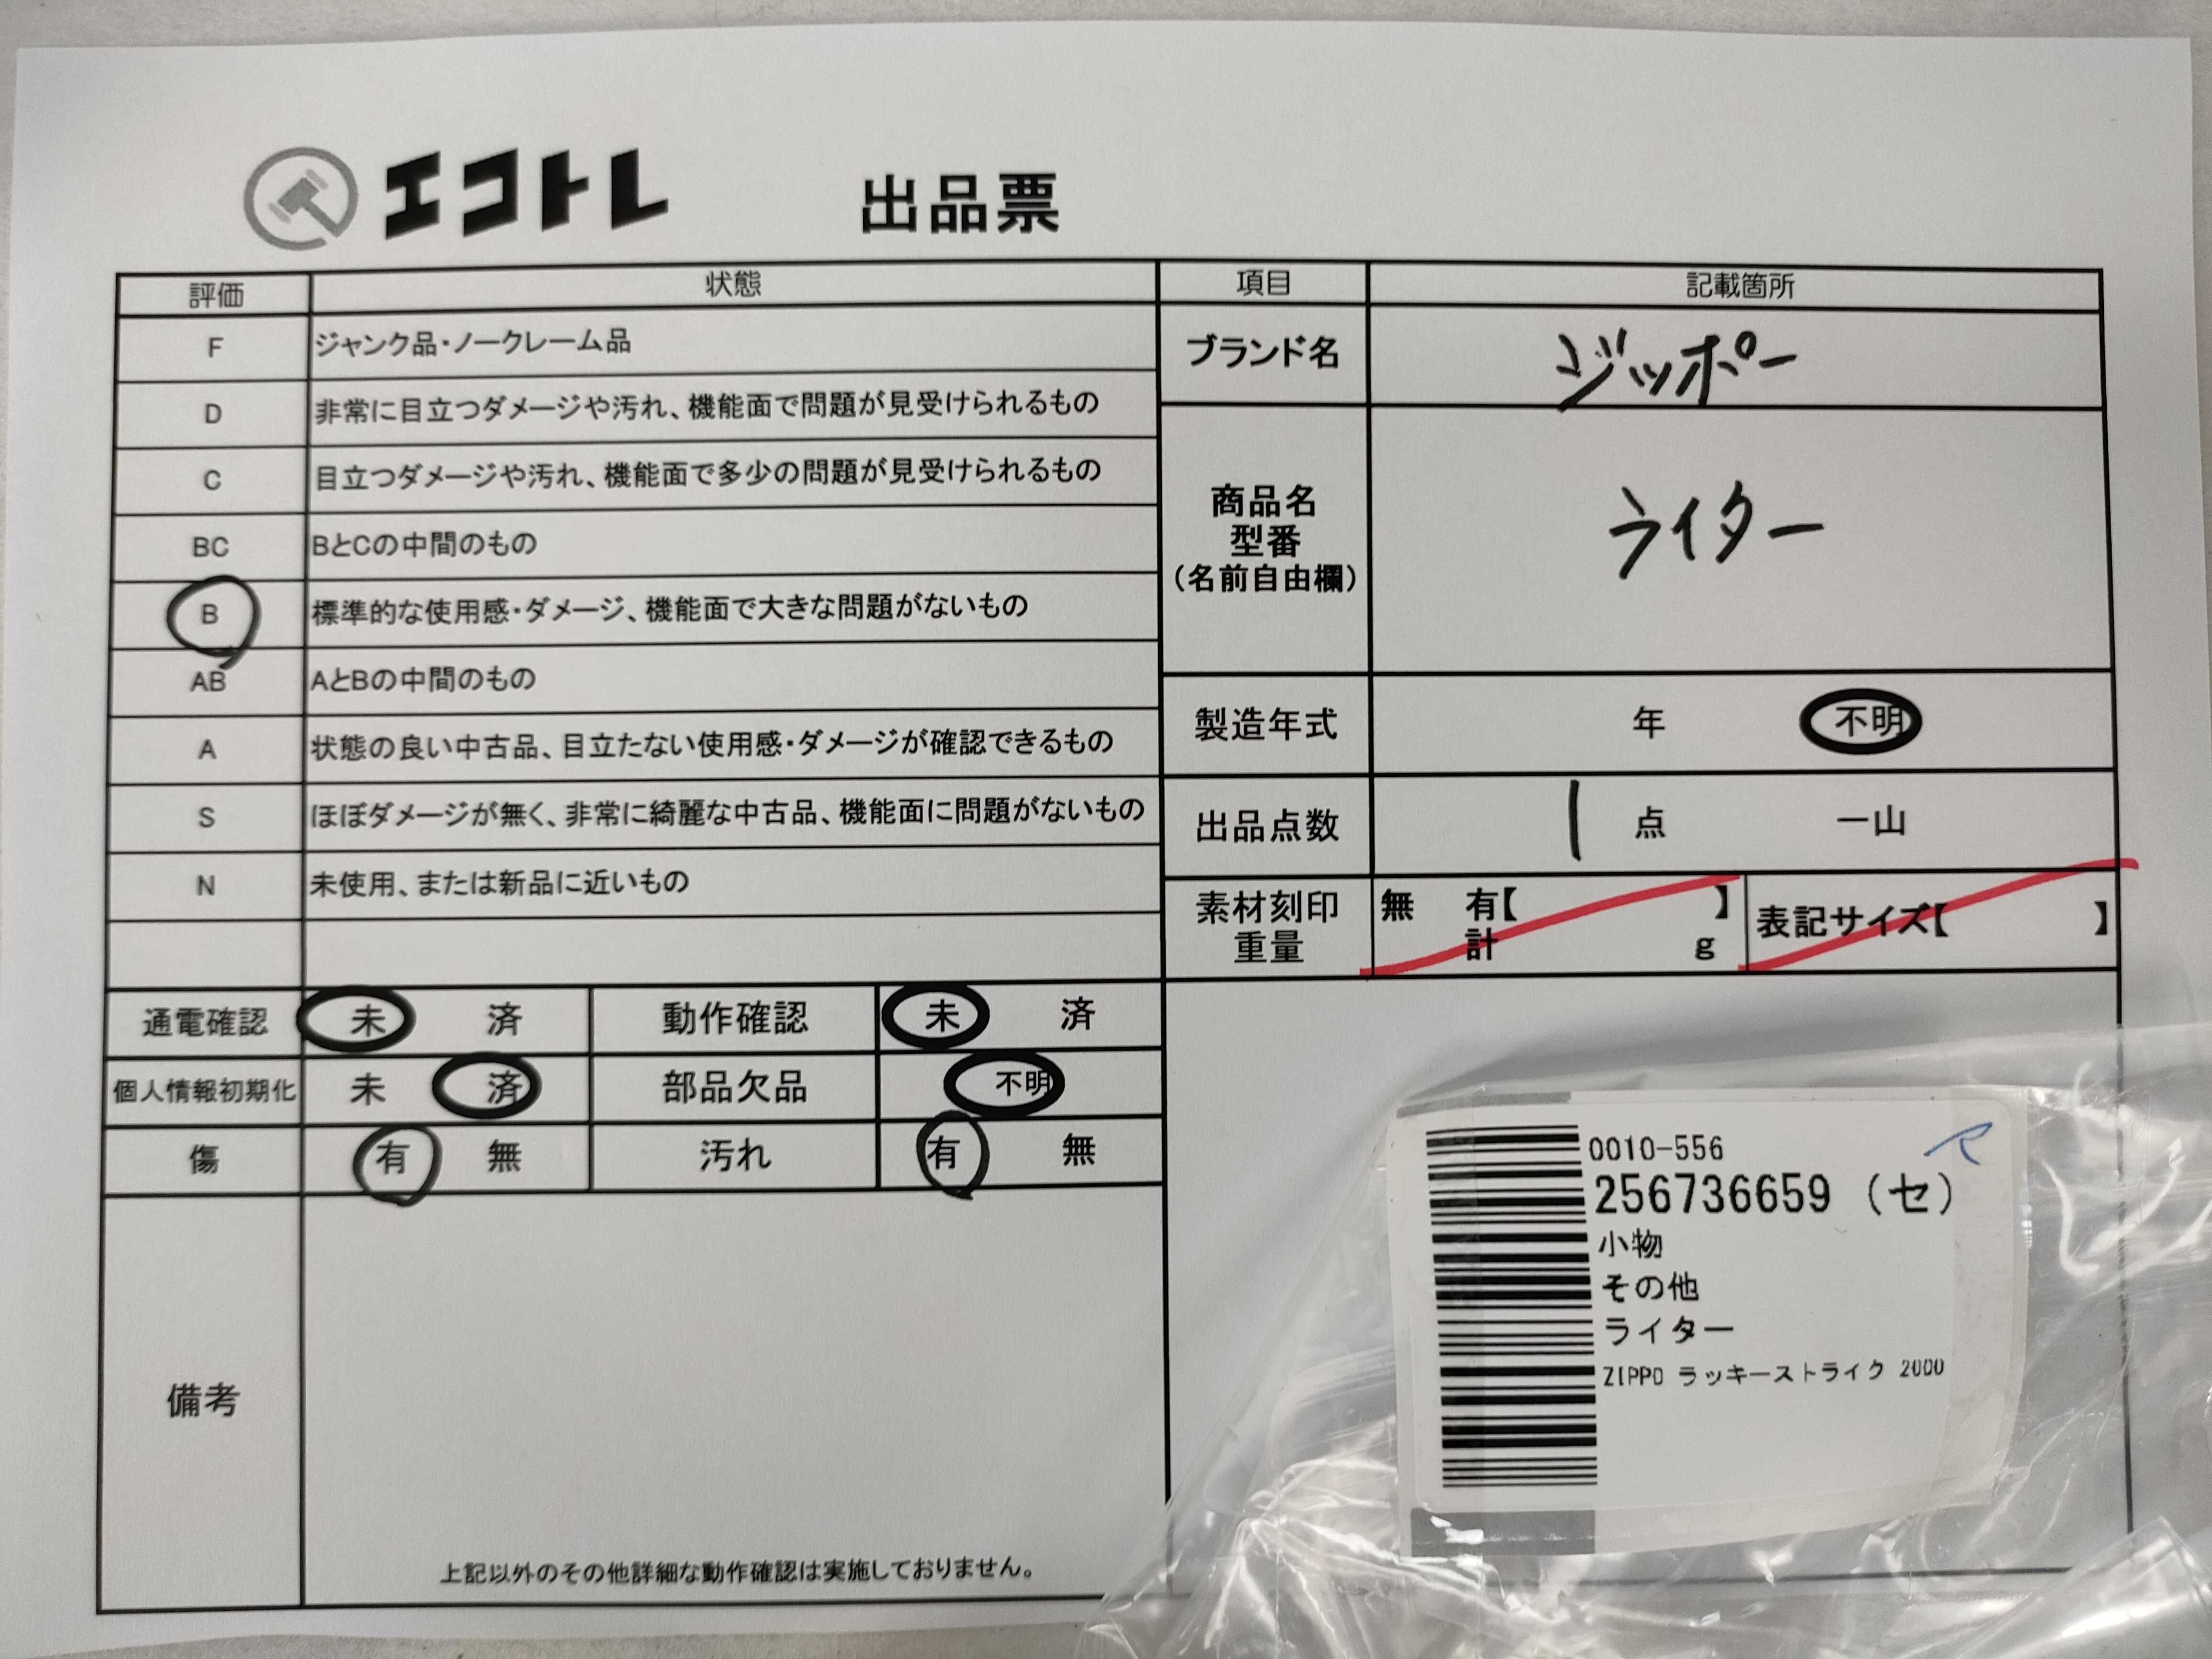 エコトレ 出品票
評価 状態 項目 記載箇所
F ジャンク品・ノークレーム品
D 非常に目立つダメージや汚れ、機能面で問題が見受けられるもの
C 目立つダメージや汚れ、機能面で多少の問題が見受けられるもの
BC BとCの中間のもの
B 標準的な使用感・ダメージ、機能面で大きな問題がないもの
AB AとBの中間のもの
A 状態の良い中古品、目立たない使用感・ダメージが確認できるもの
S ほぼダメージが無く、非常に綺麗な中古品、機能面に問題がないもの
N 未使用、または新品に近いもの
ブランド名 ジッポー
商品名
型番
(名前自由欄)
ライター
製造年式 年 不明
出品点数 1 点 一山
素材刻印 無 有【 】 表記サイズ【 】
重量 計 g
通電確認 未 済 動作確認 未 済
個人情報初期化 未 済 部品欠品 不明
傷 有 無 汚れ 有 無
備考
上記以外のその他詳細な動作確認は実施しておりません。
0010-556
256736659 (セ)
小物
その他
ライター
ZIPPO ラッキーストライク 2000